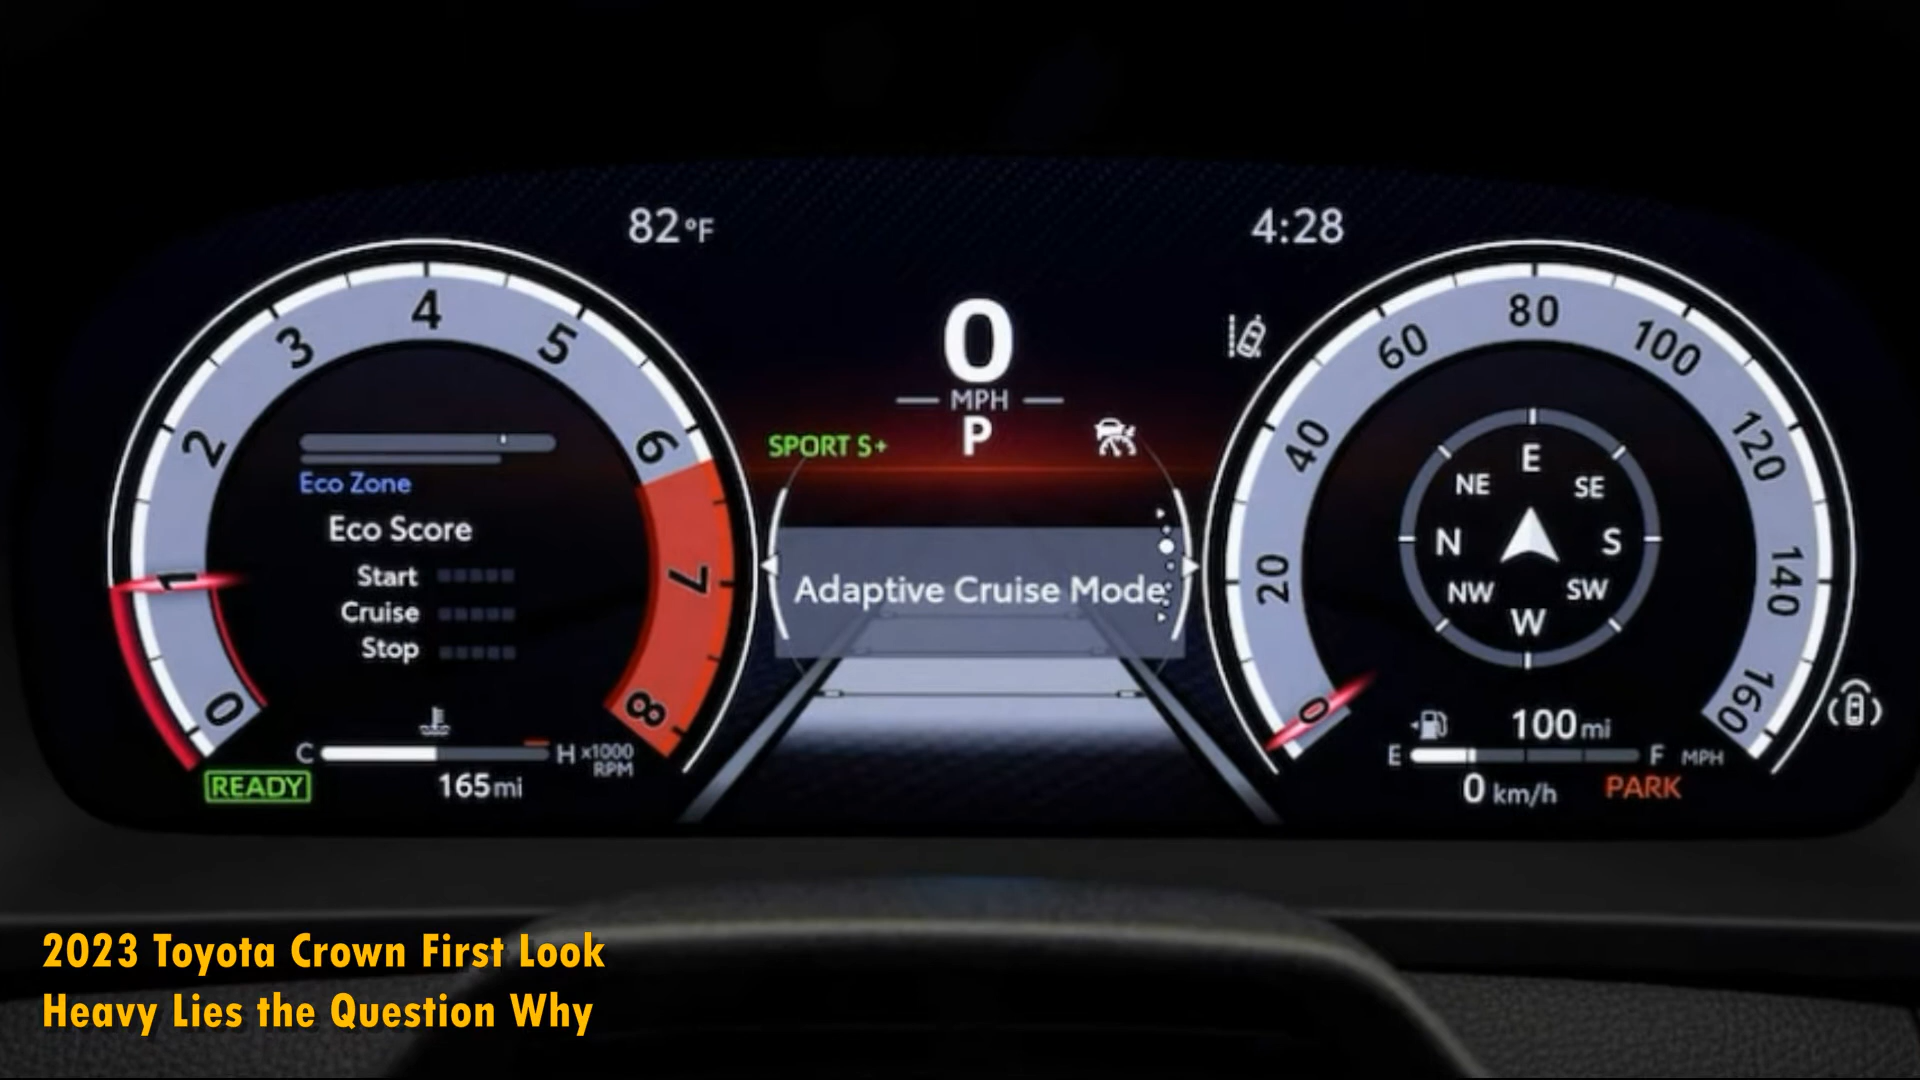 82°F
4:28
0
MPH
P
SPORT S+
0
1
2
3
4
5
6
7
8
Eco Zone
Eco Score
Start
Cruise
Stop
C
H
x1000
RPM
READY
165mi
Adaptive Cruise Mode
0
20
40
60
80
100
120
140
160
E
NE
SE
N
S
NW
SW
W
100mi
E
F
MPH
0 km/h
PARK
2023 Toyota Crown First Look
Heavy Lies the Question Why